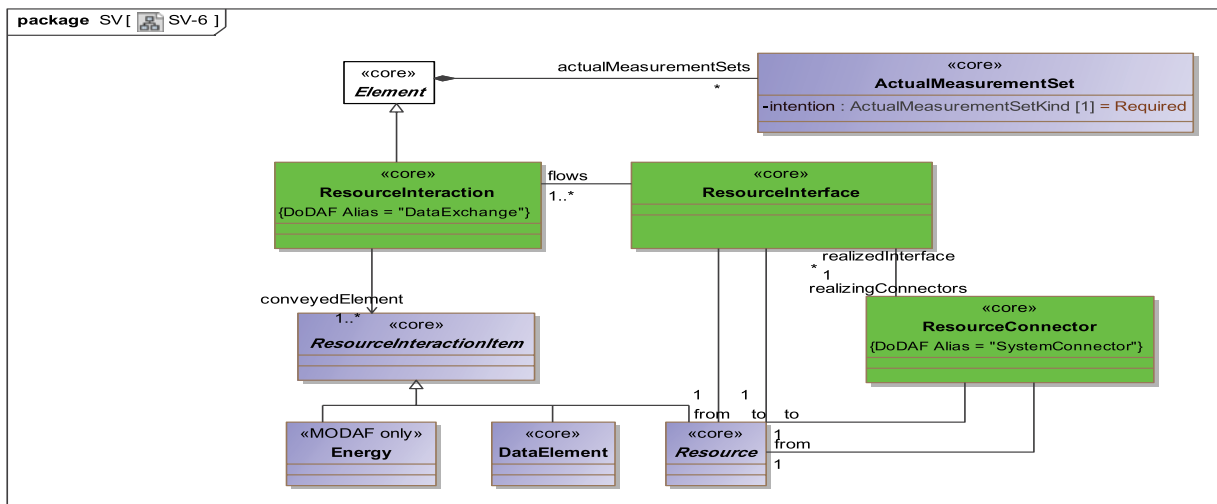 package SV[ SV-6 ]
«core»
Element
actualMeasurementSets
*
«core»
ActualMeasurementSet
-intention : ActualMeasurementSetKind [1] = Required
«core»
ResourceInteraction
{DoDAF Alias = "DataExchange"}
flows
1..*
«core»
ResourceInterface
realizedInterface
* 1
realizingConnectors
conveyedElement
1..*
«core»
ResourceInteractionItem
«core»
ResourceConnector
{DoDAF Alias = "SystemConnector"}
1 1
from to to
1
from
1
«MODAF only»
Energy
«core»
DataElement
«core»
Resource